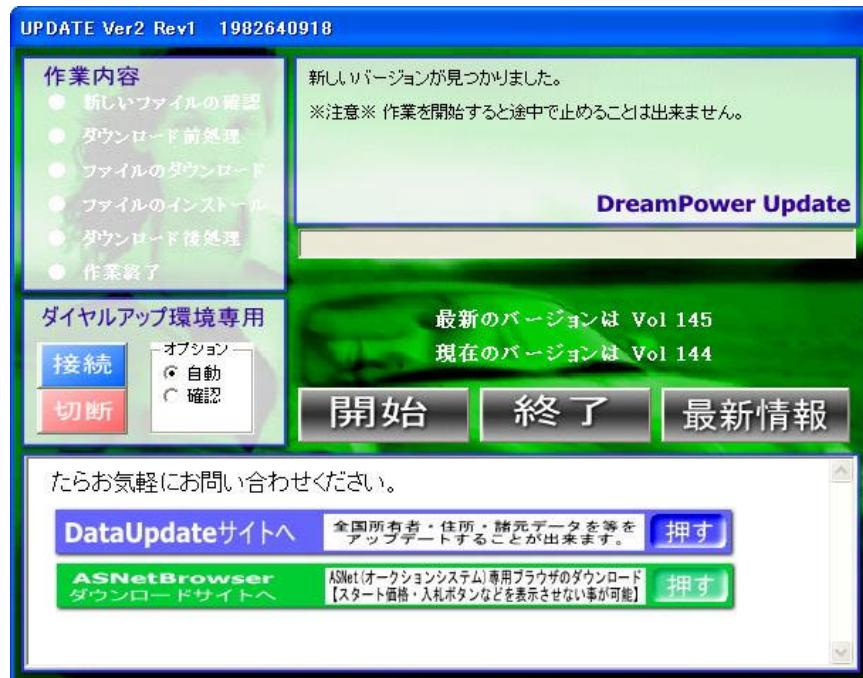 UPDATE Ver2 Rev1 1982640918
作業内容
新しいファイルの確認
ダウンロード前処理
ファイルのダウンロード
ファイルのインストール
ダウンロード後処理
作業終了
新しいバージョンが見つかりました。
※注意※ 作業を開始すると途中で止めることは出来ません。
DreamPower Update
ダイヤルアップ環境専用
接続
切断
オプション
自動
確認
最新のバージョンは Vol 145
現在のバージョンは Vol 144
開始
終了
最新情報
たらお気軽にお問い合わせください。
DataUpdateサイトへ
全国所有者・住所・諸元データを等を
アップデートすることが出来ます。
押す
ASNetBrowser
ダウンロードサイトへ
ASNet(オークションシステム)専用ブラウザのダウンロード
【スタート価格・入札ボタンなどを表示させない事が可能】
押す